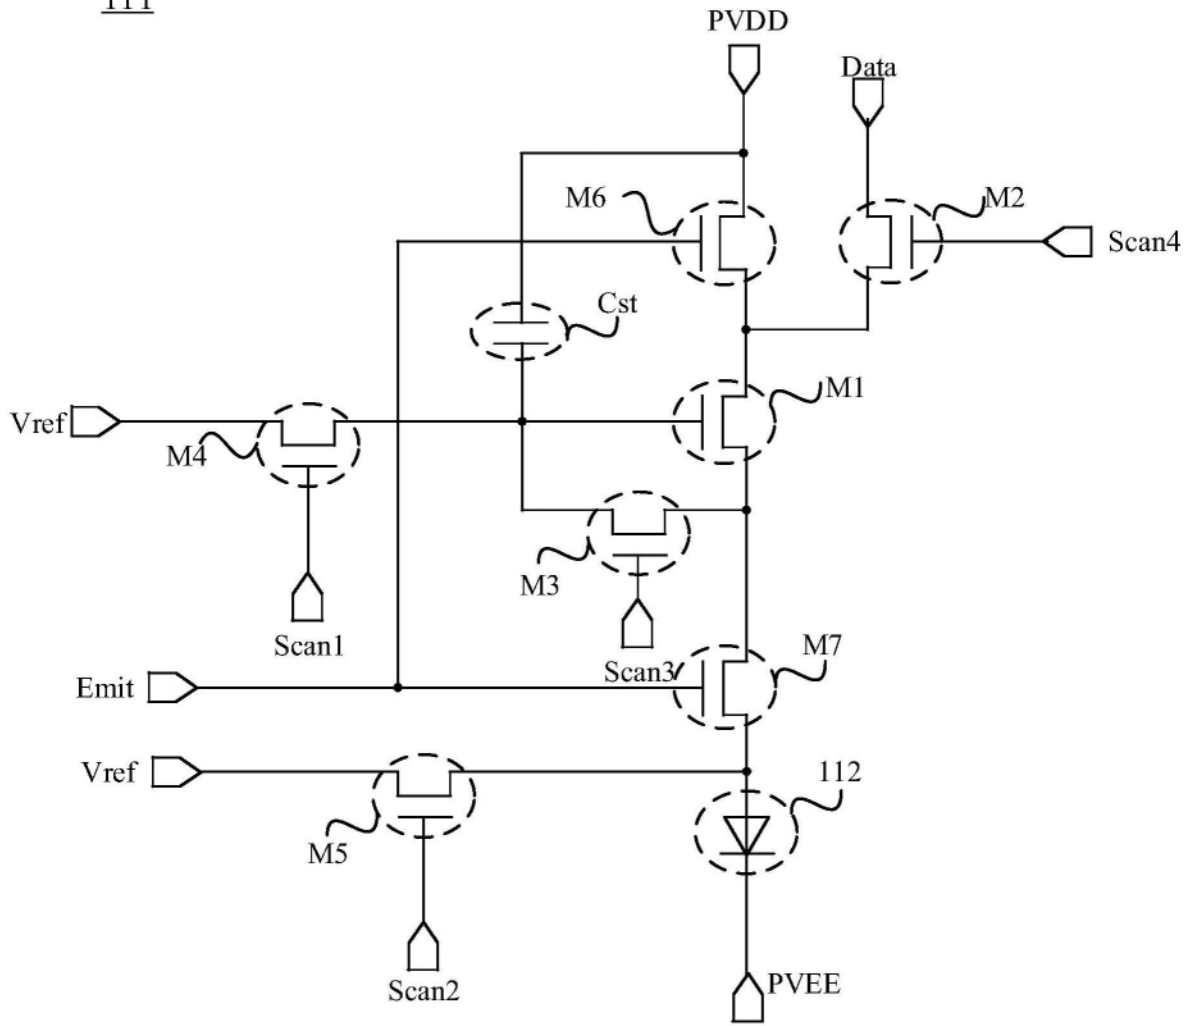 111
PVDD
Data
M6
M2
Scan4
Cst
M1
Vref
M4
M3
Scan1
Scan3
M7
Emit
Vref
112
M5
Scan2
PVEE